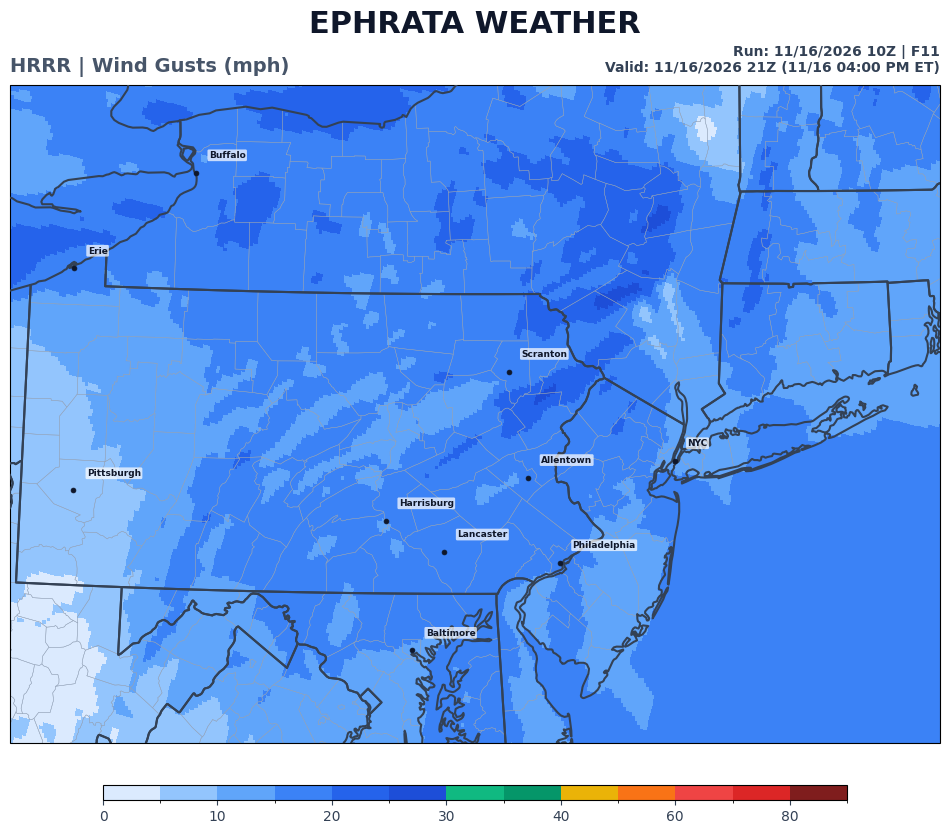 EPHRATA WEATHER
HRRR | Wind Gusts (mph)
Run: 11/16/2026 10Z | F11
Valid: 11/16/2026 21Z (11/16 04:00 PM ET)
Buffalo
Erie
Scranton
NYC
Allentown
Pittsburgh
Harrisburg
Lancaster
Philadelphia
Baltimore
0 10 20 30 40 60 80